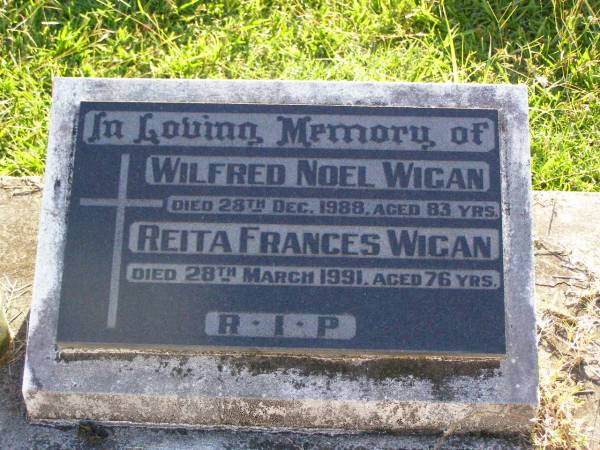 In Loving Memory of
WILFRED NOEL WIGAN
DIED 28TH DEC. 1988, AGED 83 YRS.
REITA FRANCES WIGAN
DIED 28TH MARCH 1991. AGED 76 YRS.
R · I · P